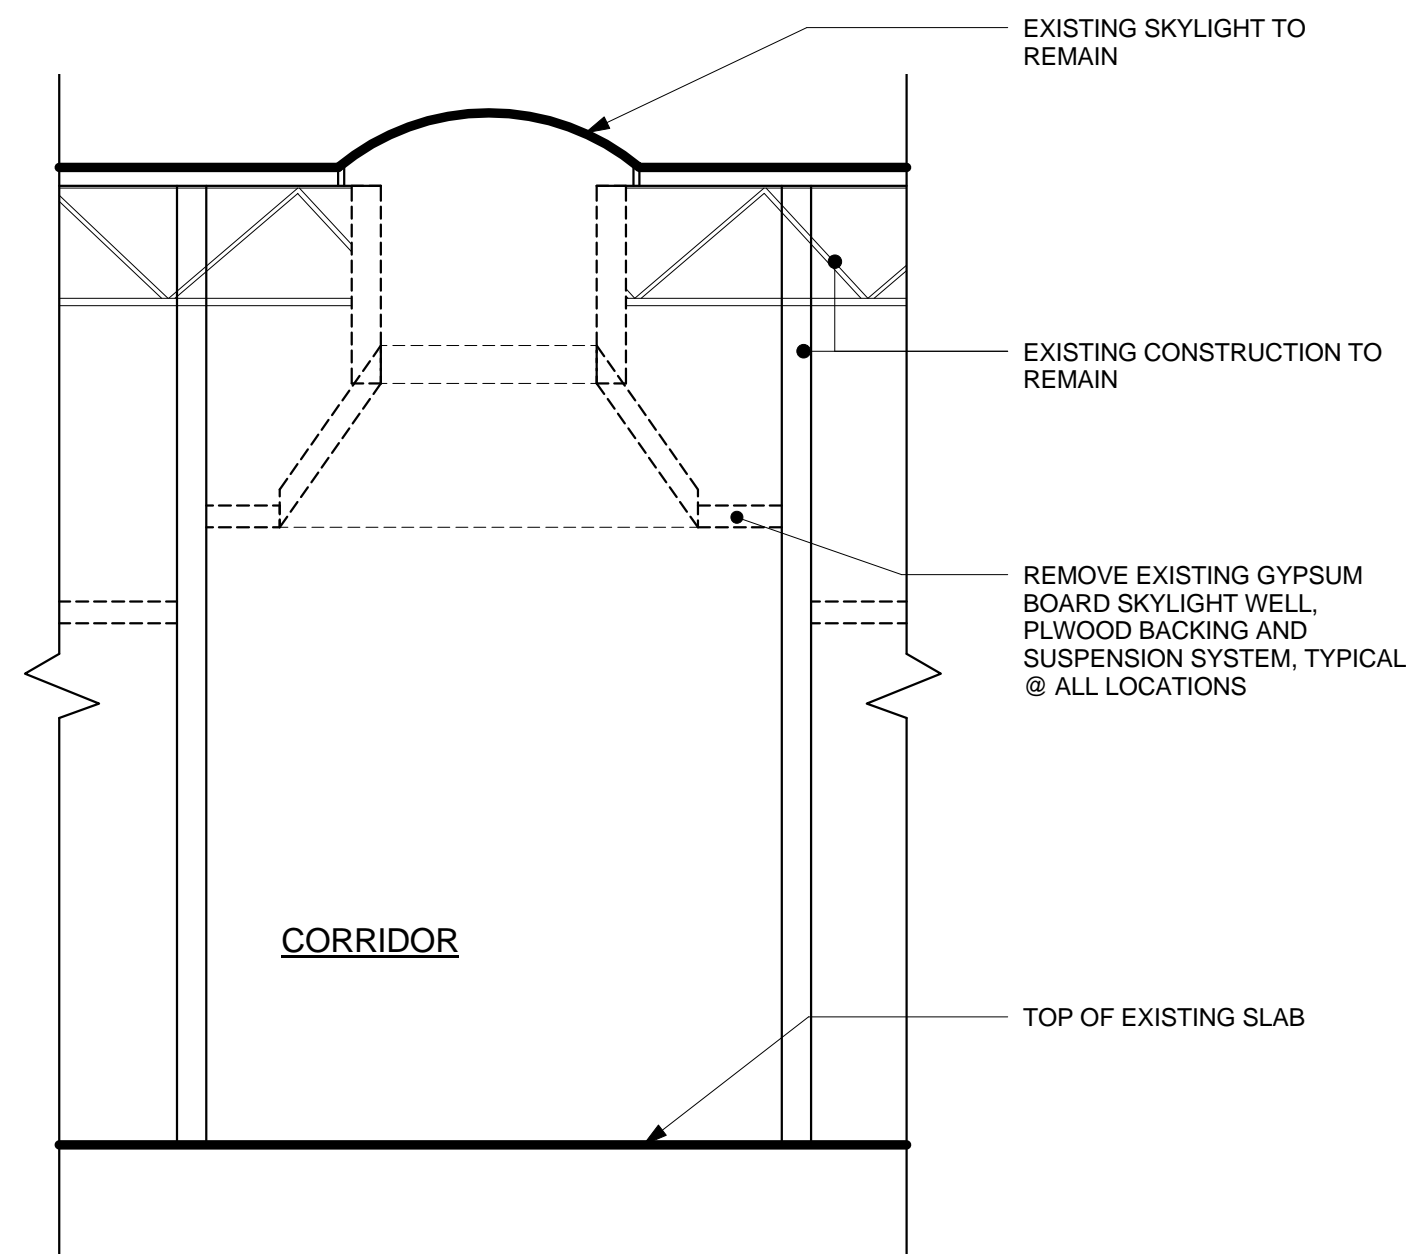 EXISTING SKYLIGHT TO
REMAIN
EXISTING CONSTRUCTION TO
REMAIN
REMOVE EXISTING GYPSUM
BOARD SKYLIGHT WELL,
PLWOOD BACKING AND
SUSPENSION SYSTEM, TYPICAL
@ ALL LOCATIONS
CORRIDOR
TOP OF EXISTING SLAB